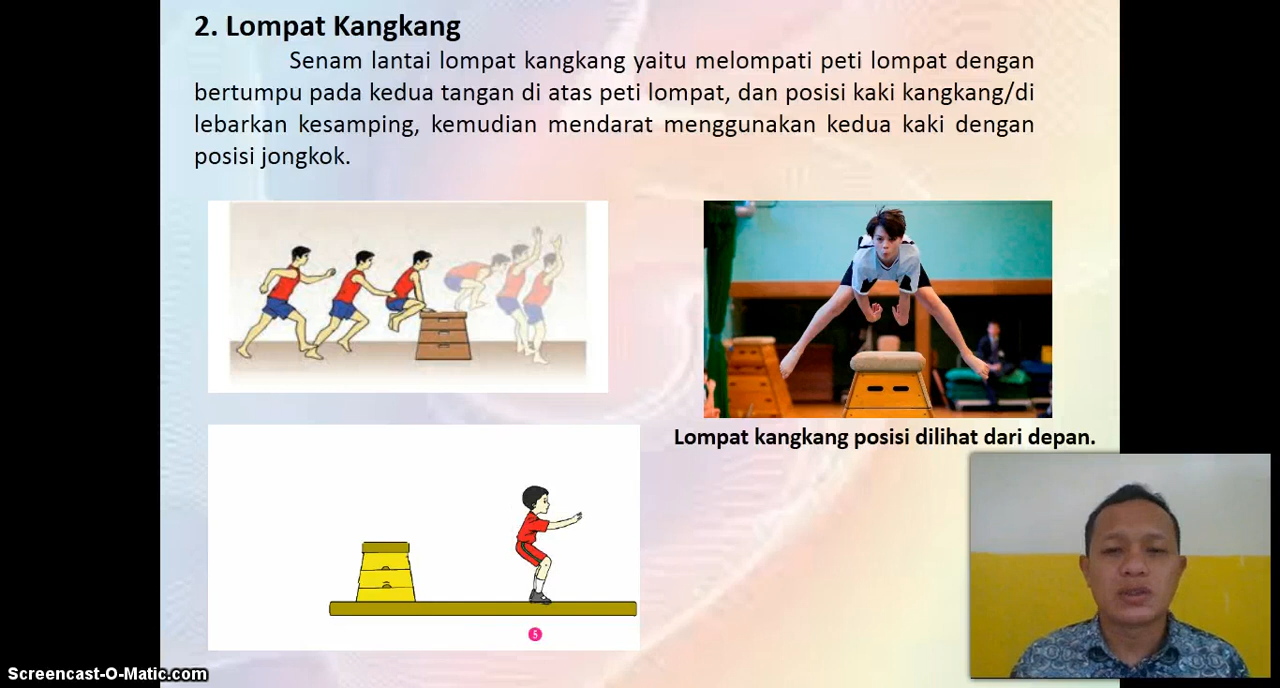 2. Lompat Kangkang
Senam lantai lompat kangkang yaitu melompati peti lompat dengan
bertumpu pada kedua tangan di atas peti lompat, dan posisi kaki kangkang/di
lebarkan kesamping, kemudian mendarat menggunakan kedua kaki dengan
posisi jongkok.
Lompat kangkang posisi dilihat dari depan.
5
Screencast-O-Matic.com